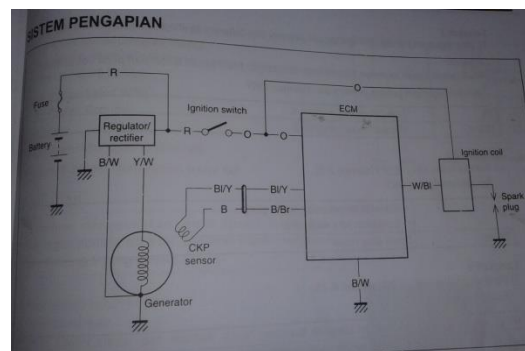 SISTEM PENGAPIAN
R
Fuse
Ignition switch
O
ECM
Regulator/
rectifier
R
O
O
Battery
Ignition coil
B/W
Y/W
W/Bl
Bl/Y
Bl/Y
Spark
plug
B
B/Br
CKP
sensor
B/W
Generator